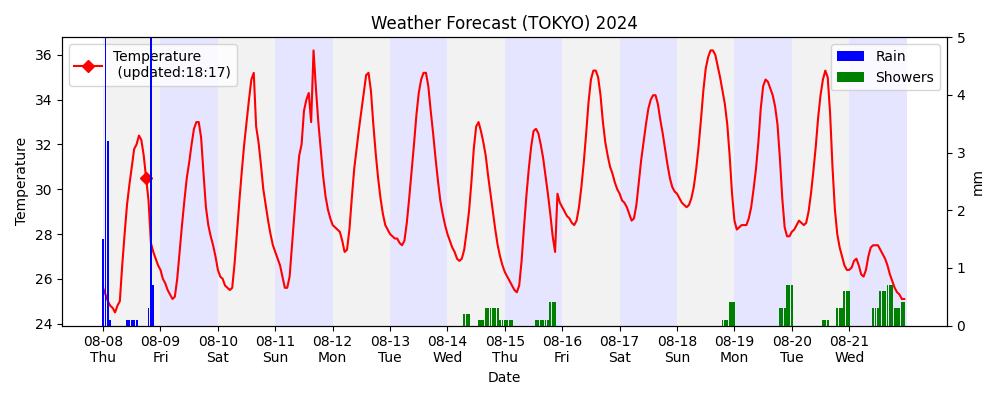 Weather Forecast (TOKYO) 2024
Temperature
(updated:18:17)
Rain
Showers
36
34
32
30
28
26
24
Temperature
5
4
3
2
1
0
mm
08-08 08-09 08-10 08-11 08-12 08-13 08-14 08-15 08-16 08-17 08-18 08-19 08-20 08-21
Thu Fri Sat Sun Mon Tue Wed Thu Fri Sat Sun Mon Tue Wed
Date